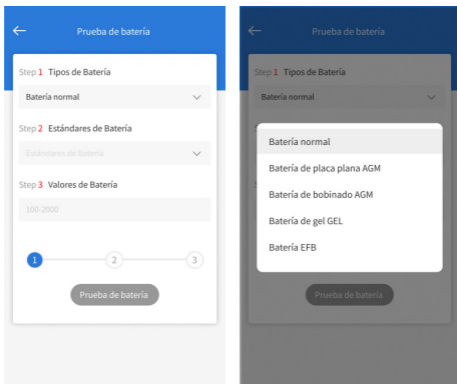 Prueba de batería
Step 1 Tipos de Batería
Batería normal
Step 2 Estándares de Batería
Estándares de Batería
Step 3 Valores de Batería
100-2000
1 2 3
Prueba de batería
Prueba de batería
Step 1 Tipos de Batería
Batería normal
Batería normal
Batería de placa plana AGM
Batería de bobinado AGM
Batería de gel GEL
Batería EFB
Prueba de batería